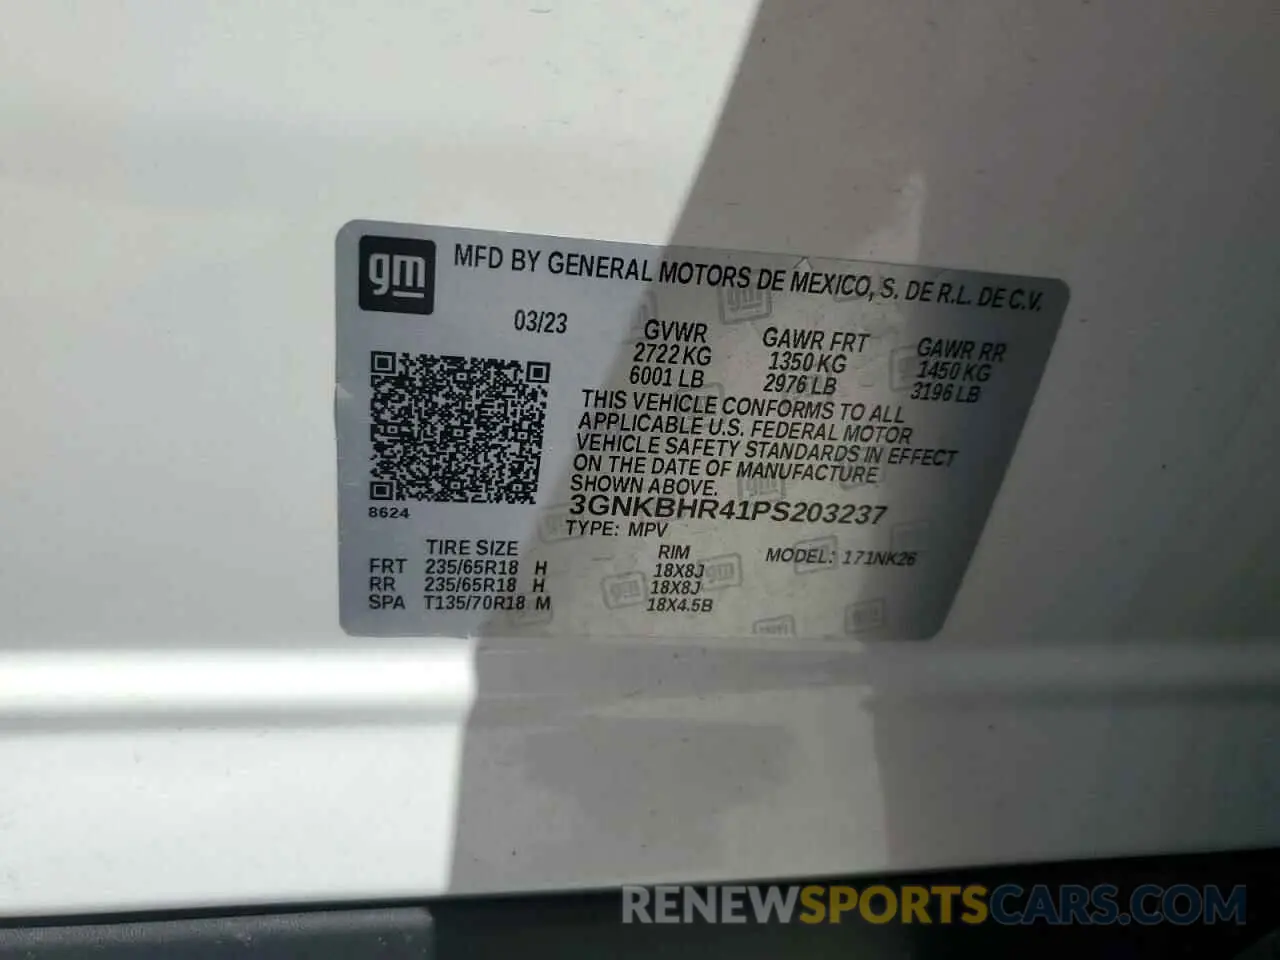 gm
MFD BY GENERAL MOTORS DE MEXICO, S. DE R.L. DE C.V.
03/23
GVWR GAWR FRT GAWR RR
2722 KG 1350 KG 1450 KG
6001 LB 2976 LB 3196 LB
THIS VEHICLE CONFORMS TO ALL
APPLICABLE U.S. FEDERAL MOTOR
VEHICLE SAFETY STANDARDS IN EFFECT
ON THE DATE OF MANUFACTURE
SHOWN ABOVE.
8624
3GNKBHR41PS203237
TYPE: MPV
TIRE SIZE RIM MODEL: 171NK26
FRT 235/65R18 H 18X8J
RR 235/65R18 H 18X8J
SPA T135/70R18 M 18X4.5B
RENEWSPORTSCARS.COM